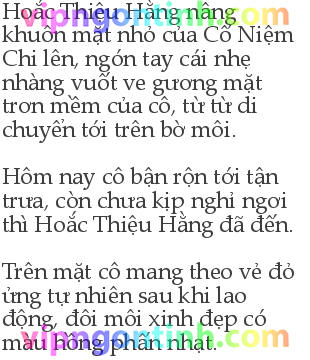 Hoắc Thiệu Hằng nâng
vipngontinh.com
khuôn mặt nhỏ của Cố Niệm
Chi lên, ngón tay cái nhẹ
nhàng vuốt ve gương mặt
trơn mềm của cô, từ từ di
chuyển tới trên bờ môi.
Hôm nay cô bận rộn tới tận
trưa, còn chưa kịp nghỉ ngơi
thì Hoắc Thiệu Hằng đã đến.
Trên mặt cô mang theo vẻ đỏ
ửng tự nhiên sau khi lao
động, đôi môi xinh đẹp có
màu hồng phấn nhạt.
vipngontinh.com